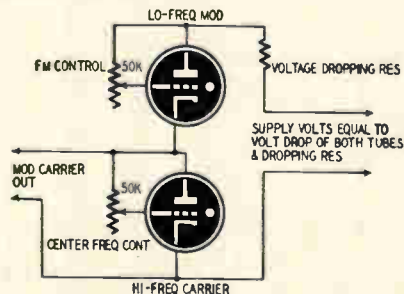 LO-FREQ MOD
FM CONTROL
50K
VOLTAGE DROPPING RES
SUPPLY VOLTS EQUAL TO
VOLT DROP OF BOTH TUBES
& DROPPING RES
MOD CARRIER
OUT
50K
CENTER FREQ CONT
HI-FREQ CARRIER